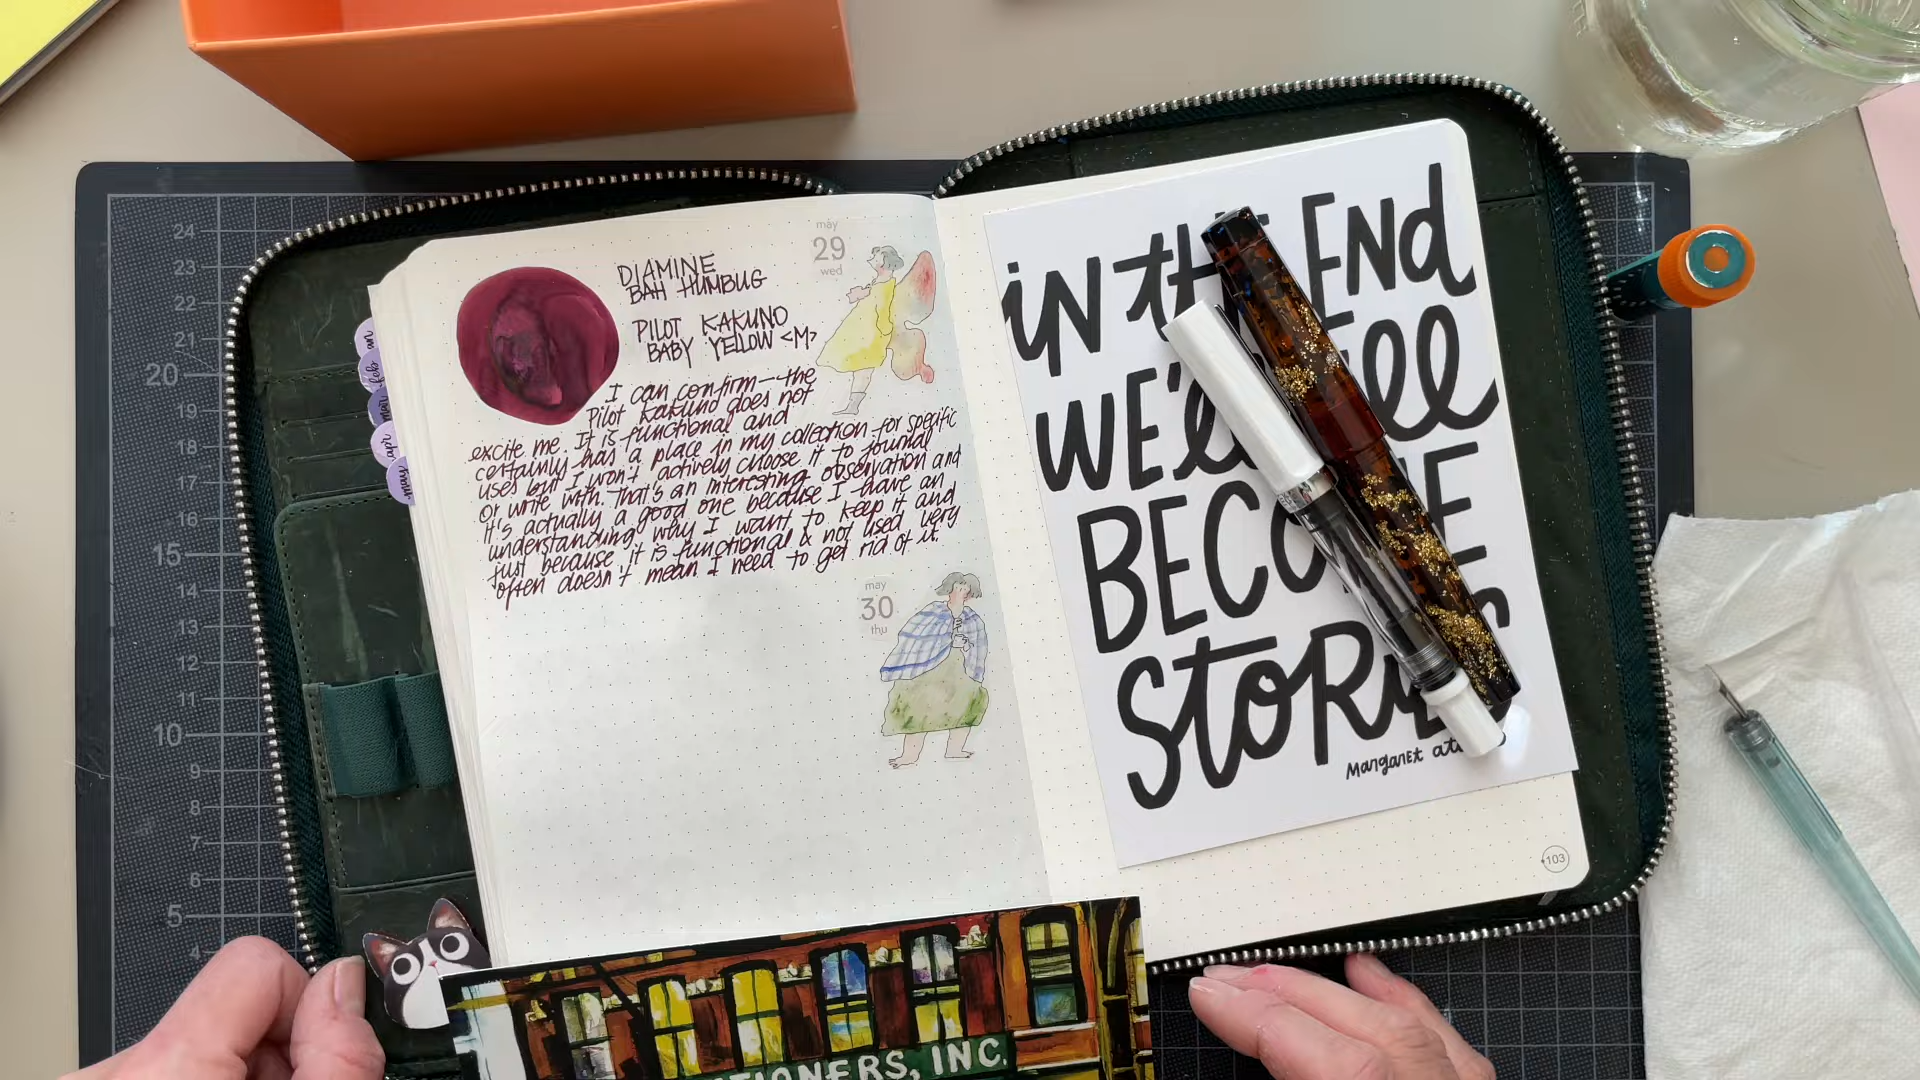 24
23
22
21
20
19
18
17
16
15
14
13
12
11
10
9
8
7
6
5
4
feb
apr
may
may
29
wed
DIAMINE
BAH HUMBUG
PILOT KAKUNO
BABY YELLOW <M>
I can confirm—the
Pilot Kakuno does not
excite me. It is functional and
certainly has a place in my collection for specific
uses but I won't actively choose it to journal
or write with. That's an interesting observation and
it's actually a good one because I have an
understanding why I want to keep it and
just because it is functional & not used very
often doesn't mean I need to get rid of it.
may
30
thu
in the END
WE'll all
BECOME
StoRiES
MargarEt
103
TIONERS, INC.